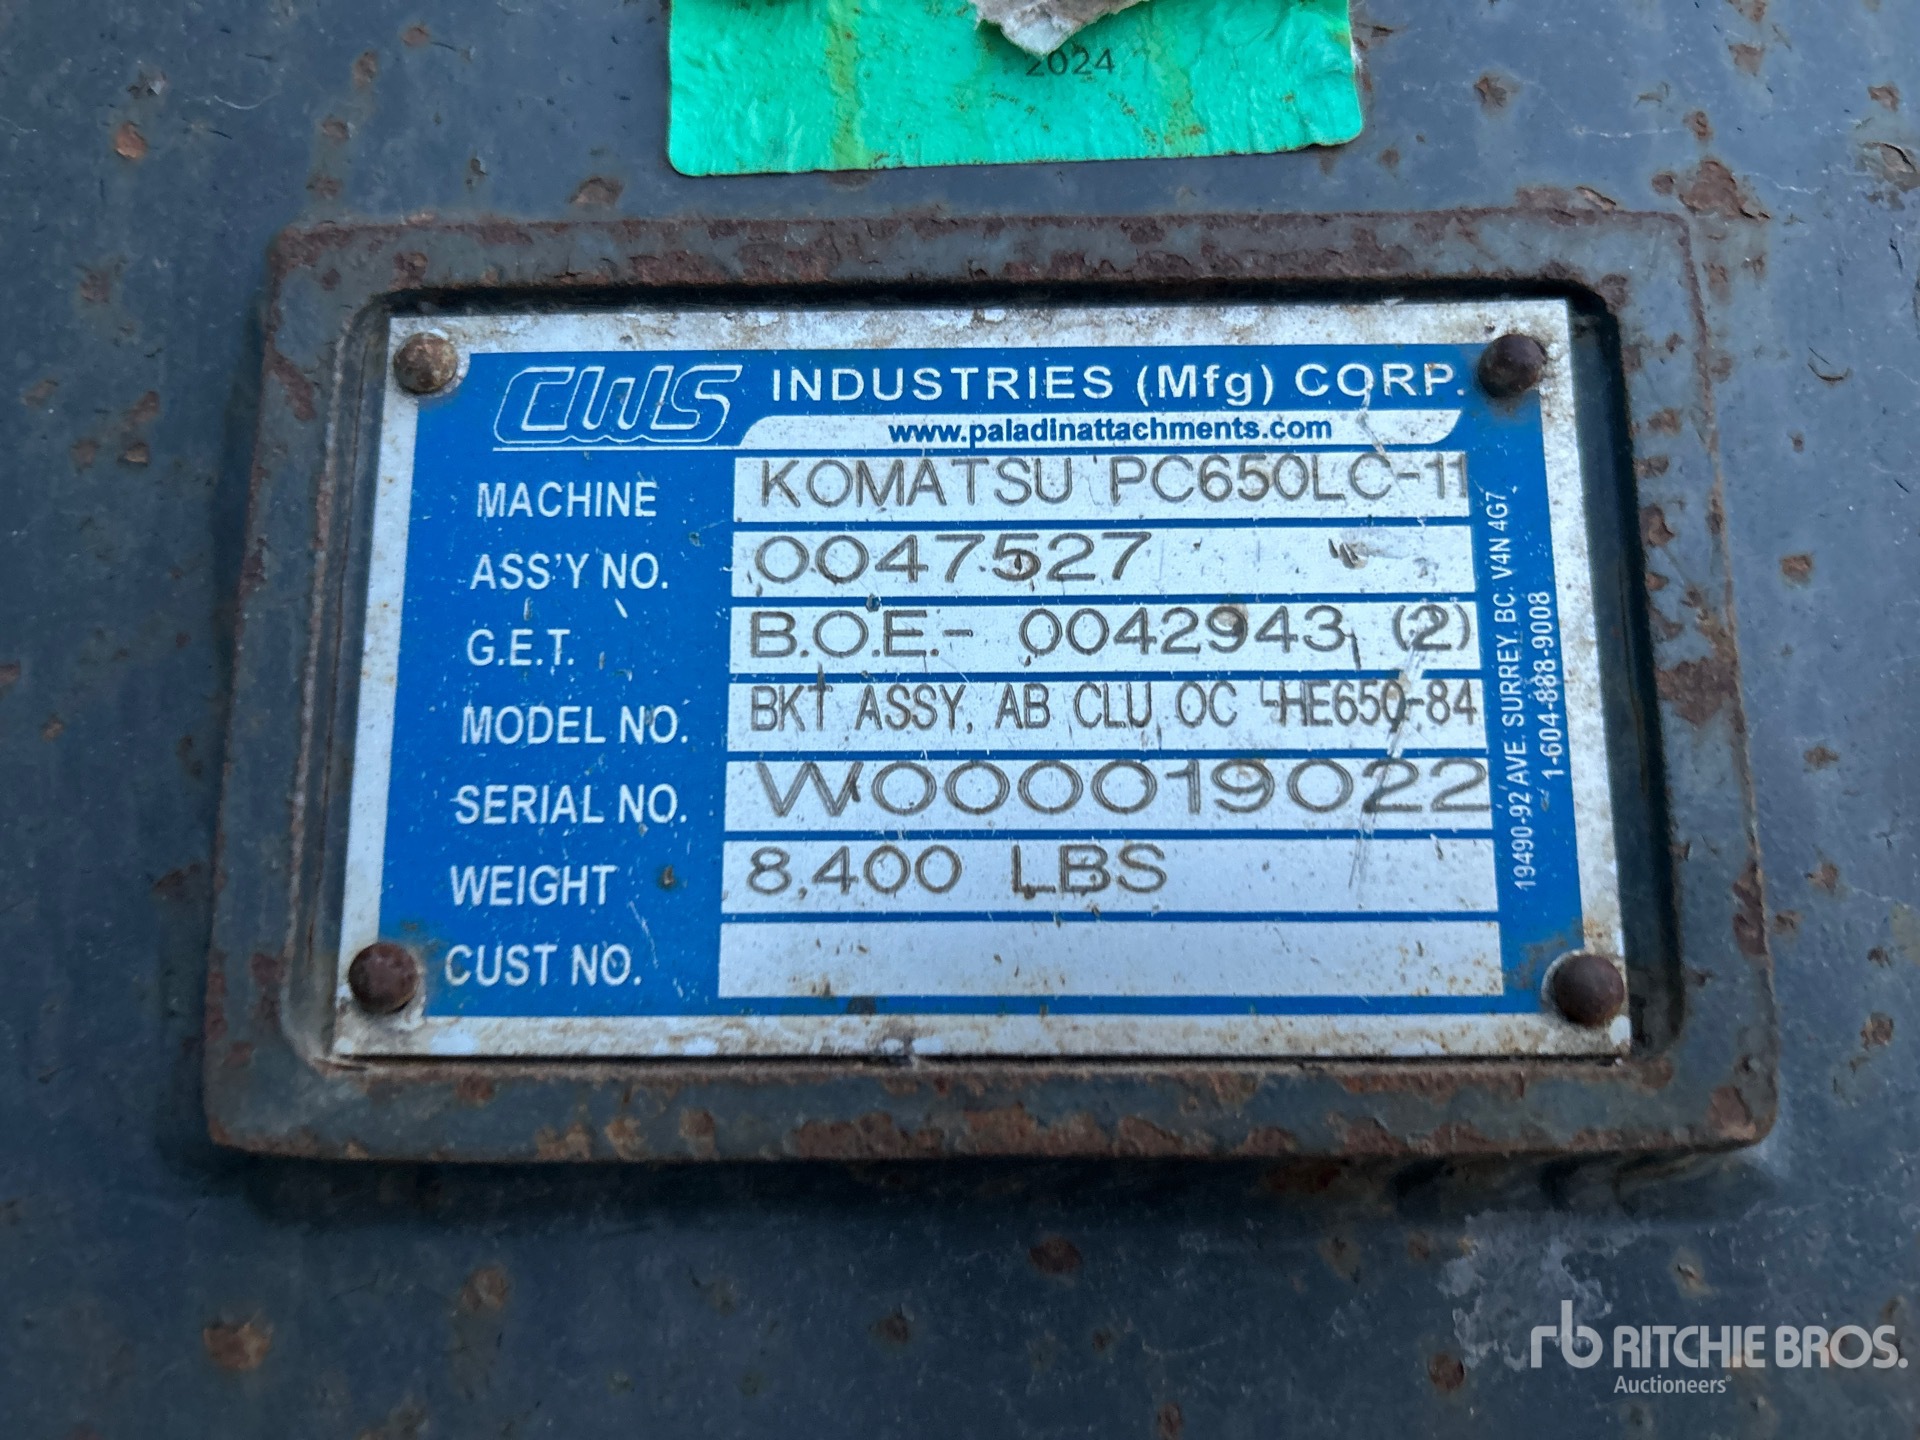 2024
CWS INDUSTRIES (Mfg) CORP.
www.paladinattachments.com
MACHINE KOMATSU PC650LC-11
ASS'Y NO. 0047527
G.E.T. B.O.E.- 0042943 (2)
MODEL NO. BKT ASSY, AB CLU OC -HE650-84
SERIAL NO. W000019022
WEIGHT 8,400 LBS
CUST NO.
19490-92 AVE. SURREY. BC. V4N 4G7
1-604-888-9008
rb RITCHIE BROS.
Auctioneers